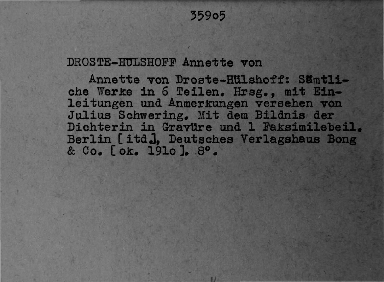 35905
DROSTE-HÜLSHOFF Annette von
Annette von Droste-Hülshoff: Sämtli-
che Werke in 6 Teilen. Hrsg., mit Ein-
leitungen und Anmerkungen versehen von
Julius Schwering. Mit dem Bildnis der
Dichterin in Gravüre und 1 Faksimilebeil.
Berlin [itd.], Deutsches Verlagshaus Bong
& Co. [ok. 1910]. 8°.